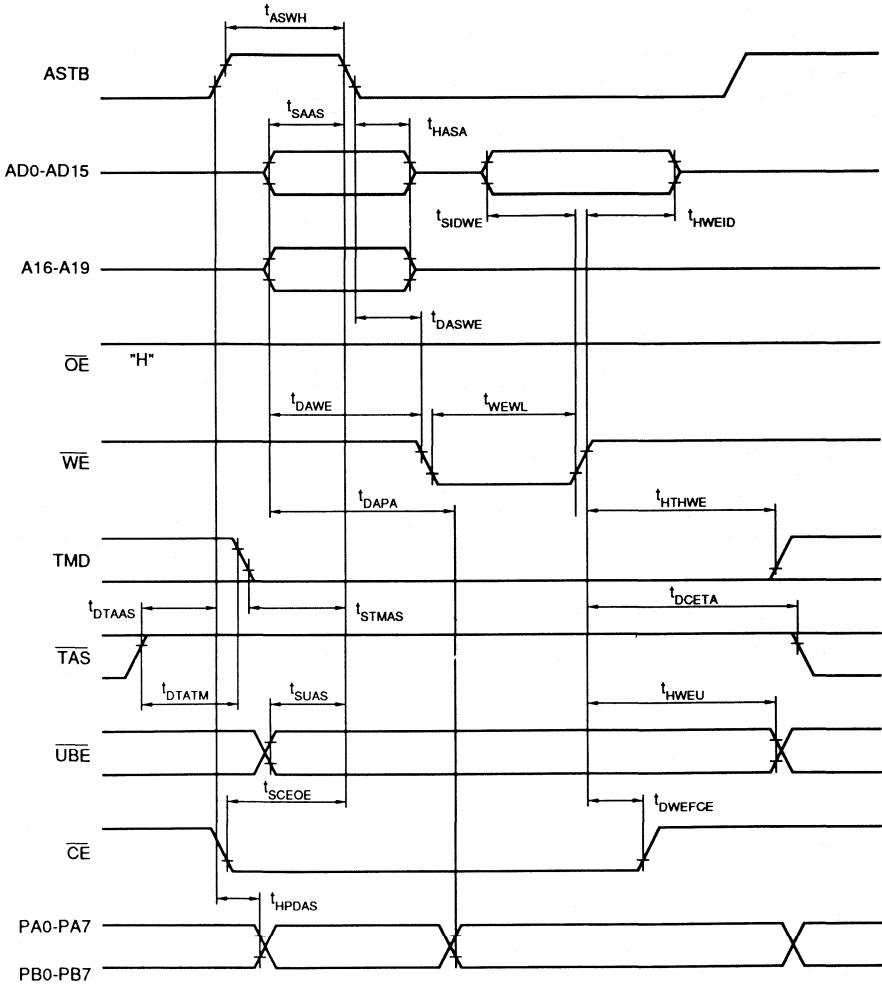 tASWH
ASTB
tSAAS
tHASA
AD0-AD15
tSIDWE
tHWEID
A16-A19
tDASWE
OE
"H"
tDAWE
tWEWL
WE
tDAPA
tHTHWE
TMD
tDTAAS
tSTMAS
tDCETA
TAS
tDTATM
tSUAS
tHWEU
UBE
tSCEOE
tDWEFCE
CE
tHPDAS
PA0-PA7
PB0-PB7